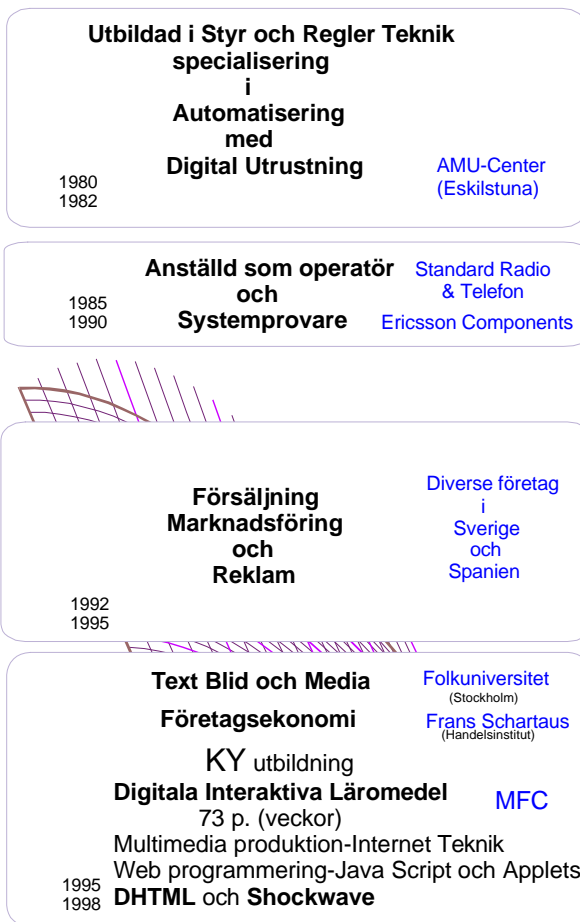 Utbildad i Styr och Regler Teknik
specialisering
i
Automatisering
med
Digital Utrustning
AMU-Center
(Eskilstuna)
1980
1982
Anställd som operatör
och
Systemprovare
Standard Radio
& Telefon
Ericsson Components
1985
1990
Försäljning
Marknadsföring
och
Reklam
Diverse företag
i
Sverige
och
Spanien
1992
1995
Text Blid och Media
Folkuniversitet
(Stockholm)
Företagsekonomi
Frans Schartaus
(Handelsinstitut)
KY utbildning
Digitala Interaktiva Läromedel
MFC
73 p. (veckor)
Multimedia produktion-Internet Teknik
Web programmering-Java Script och Applets
DHTML och Shockwave
1995
1998